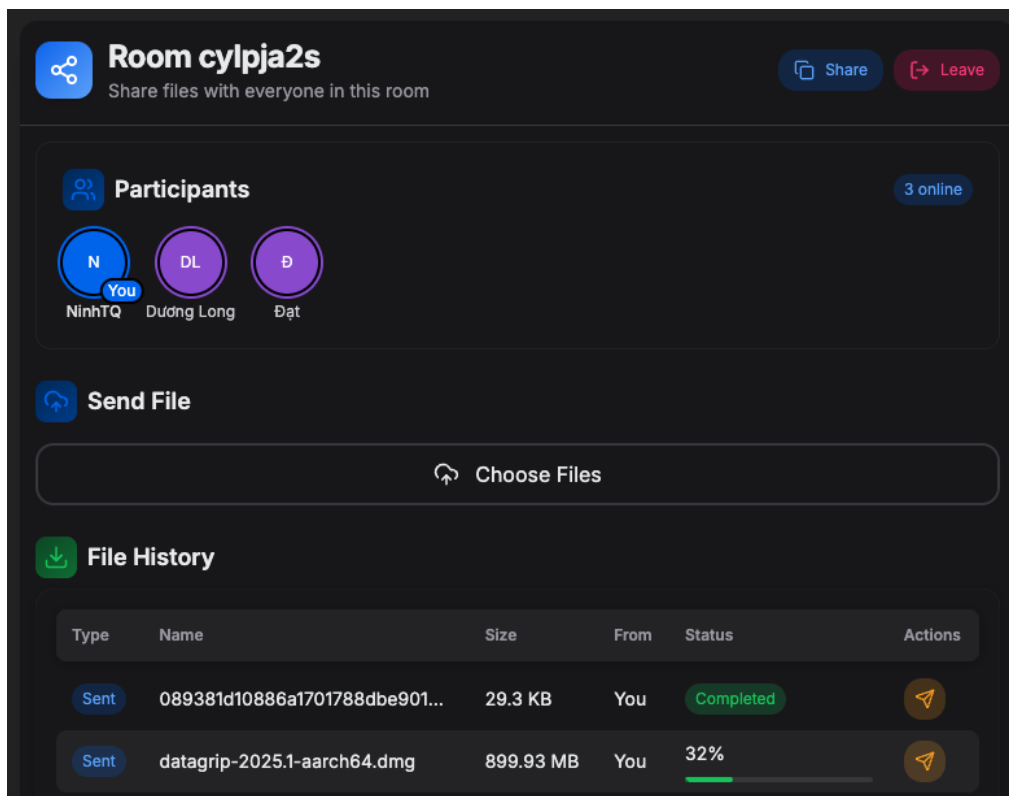 Room cylpja2s
Share files with everyone in this room
Share
Leave
Participants
3 online
N
DL
Đ
You
NinhTQ
Dương Long
Đạt
Send File
Choose Files
File History
Type Name Size From Status Actions
Sent 089381d10886a1701788dbe901... 29.3 KB You Completed
Sent datagrip-2025.1-aarch64.dmg 899.93 MB You 32%